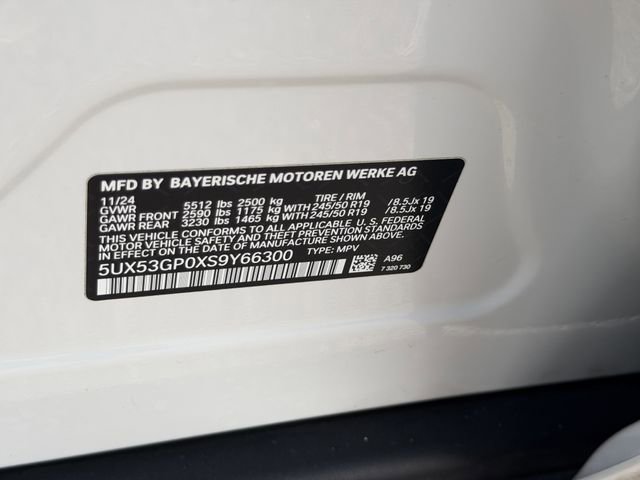 MFD BY BAYERISCHE MOTOREN WERKE AG
11/24 TIRE / RIM
GVWR 5512 lbs 2500 kg
GAWR FRONT 2590 lbs 1175 kg WITH 245/50 R19 / 8.5Jx 19
GAWR REAR 3230 lbs 1465 kg WITH 245/50 R19 / 8.5Jx 19
THIS VEHICLE CONFORMS TO ALL APPLICABLE U. S. FEDERAL
MOTOR VEHICLE SAFETY, BUMPER, AND THEFT PREVENTION STANDARDS
IN EFFECT ON THE DATE OF MANUFACTURE SHOWN ABOVE.
5UX53GP0XS9Y66300 TYPE: MPV A96
7 320 730